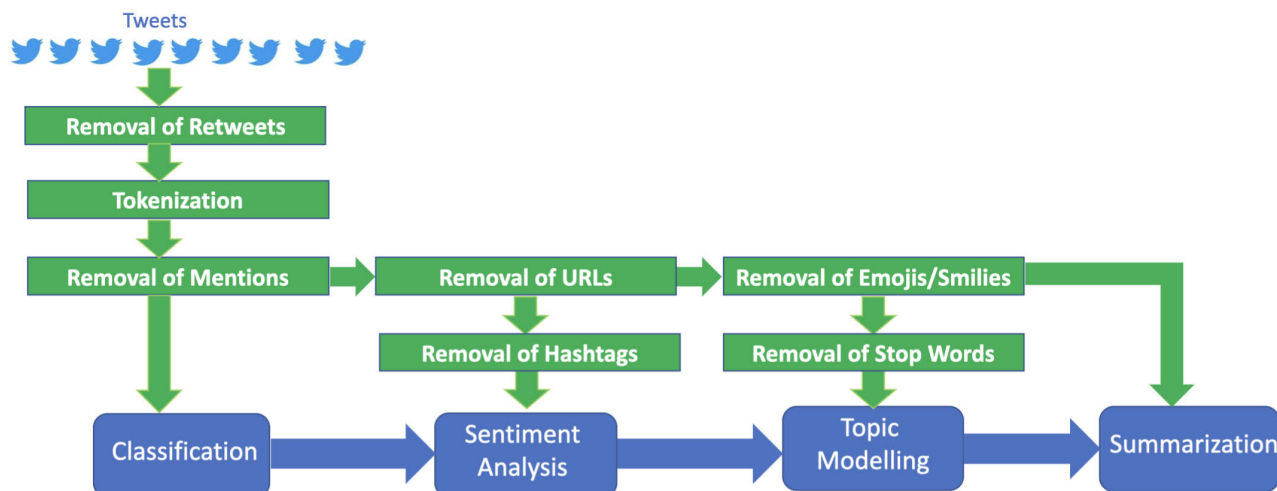 Tweets
Removal of Retweets
Tokenization
Removal of Mentions
Removal of URLs
Removal of Emojis/Smilies
Removal of Hashtags
Removal of Stop Words
Classification
Sentiment
Analysis
Topic
Modelling
Summarization